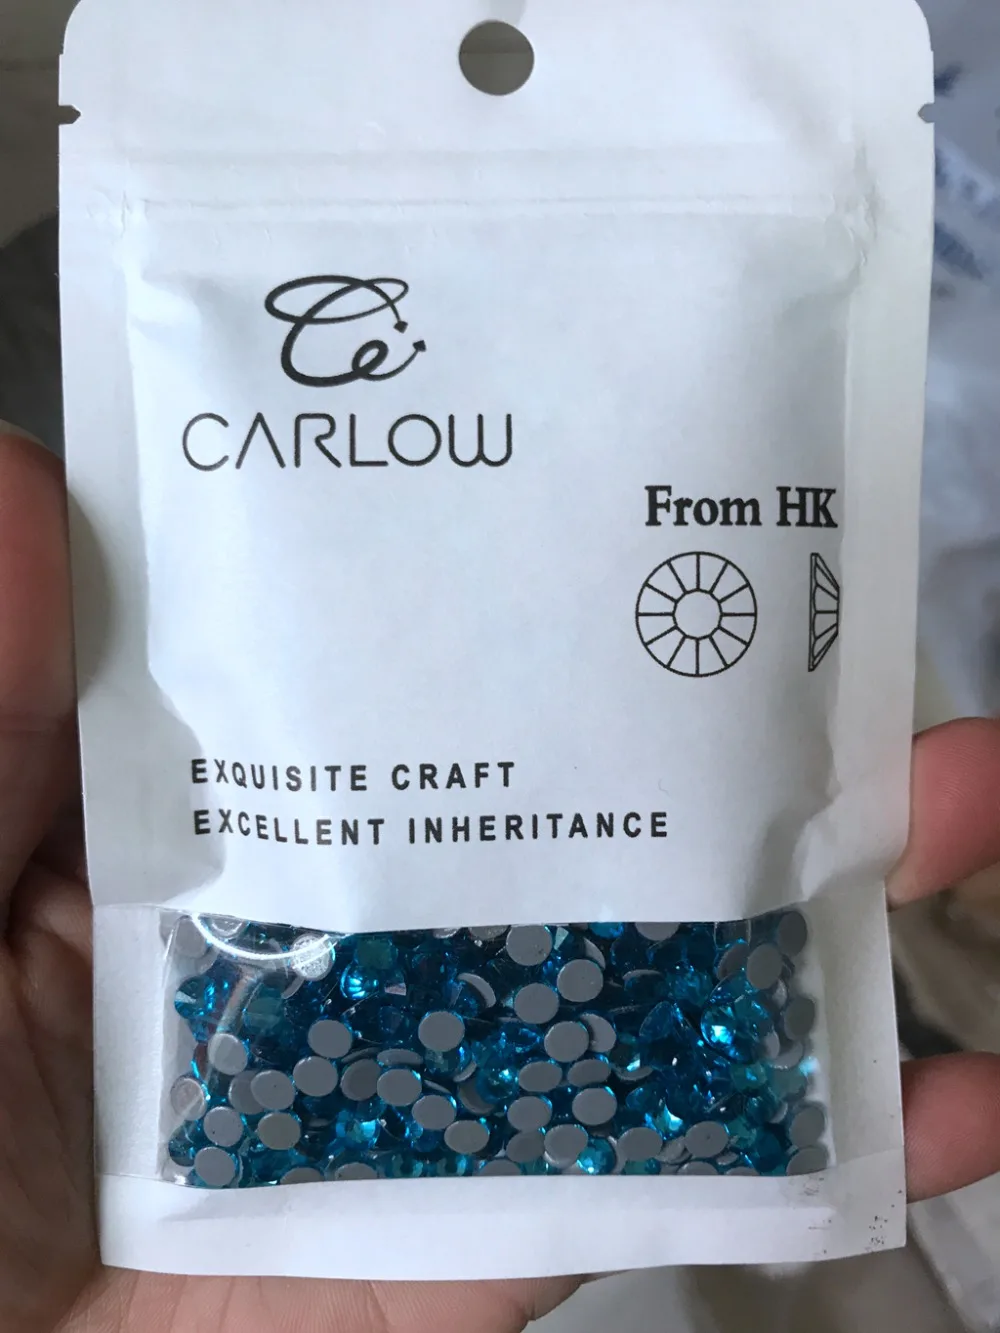 CARLOW
From HK
EXQUISITE CRAFT
EXCELLENT INHERITANCE